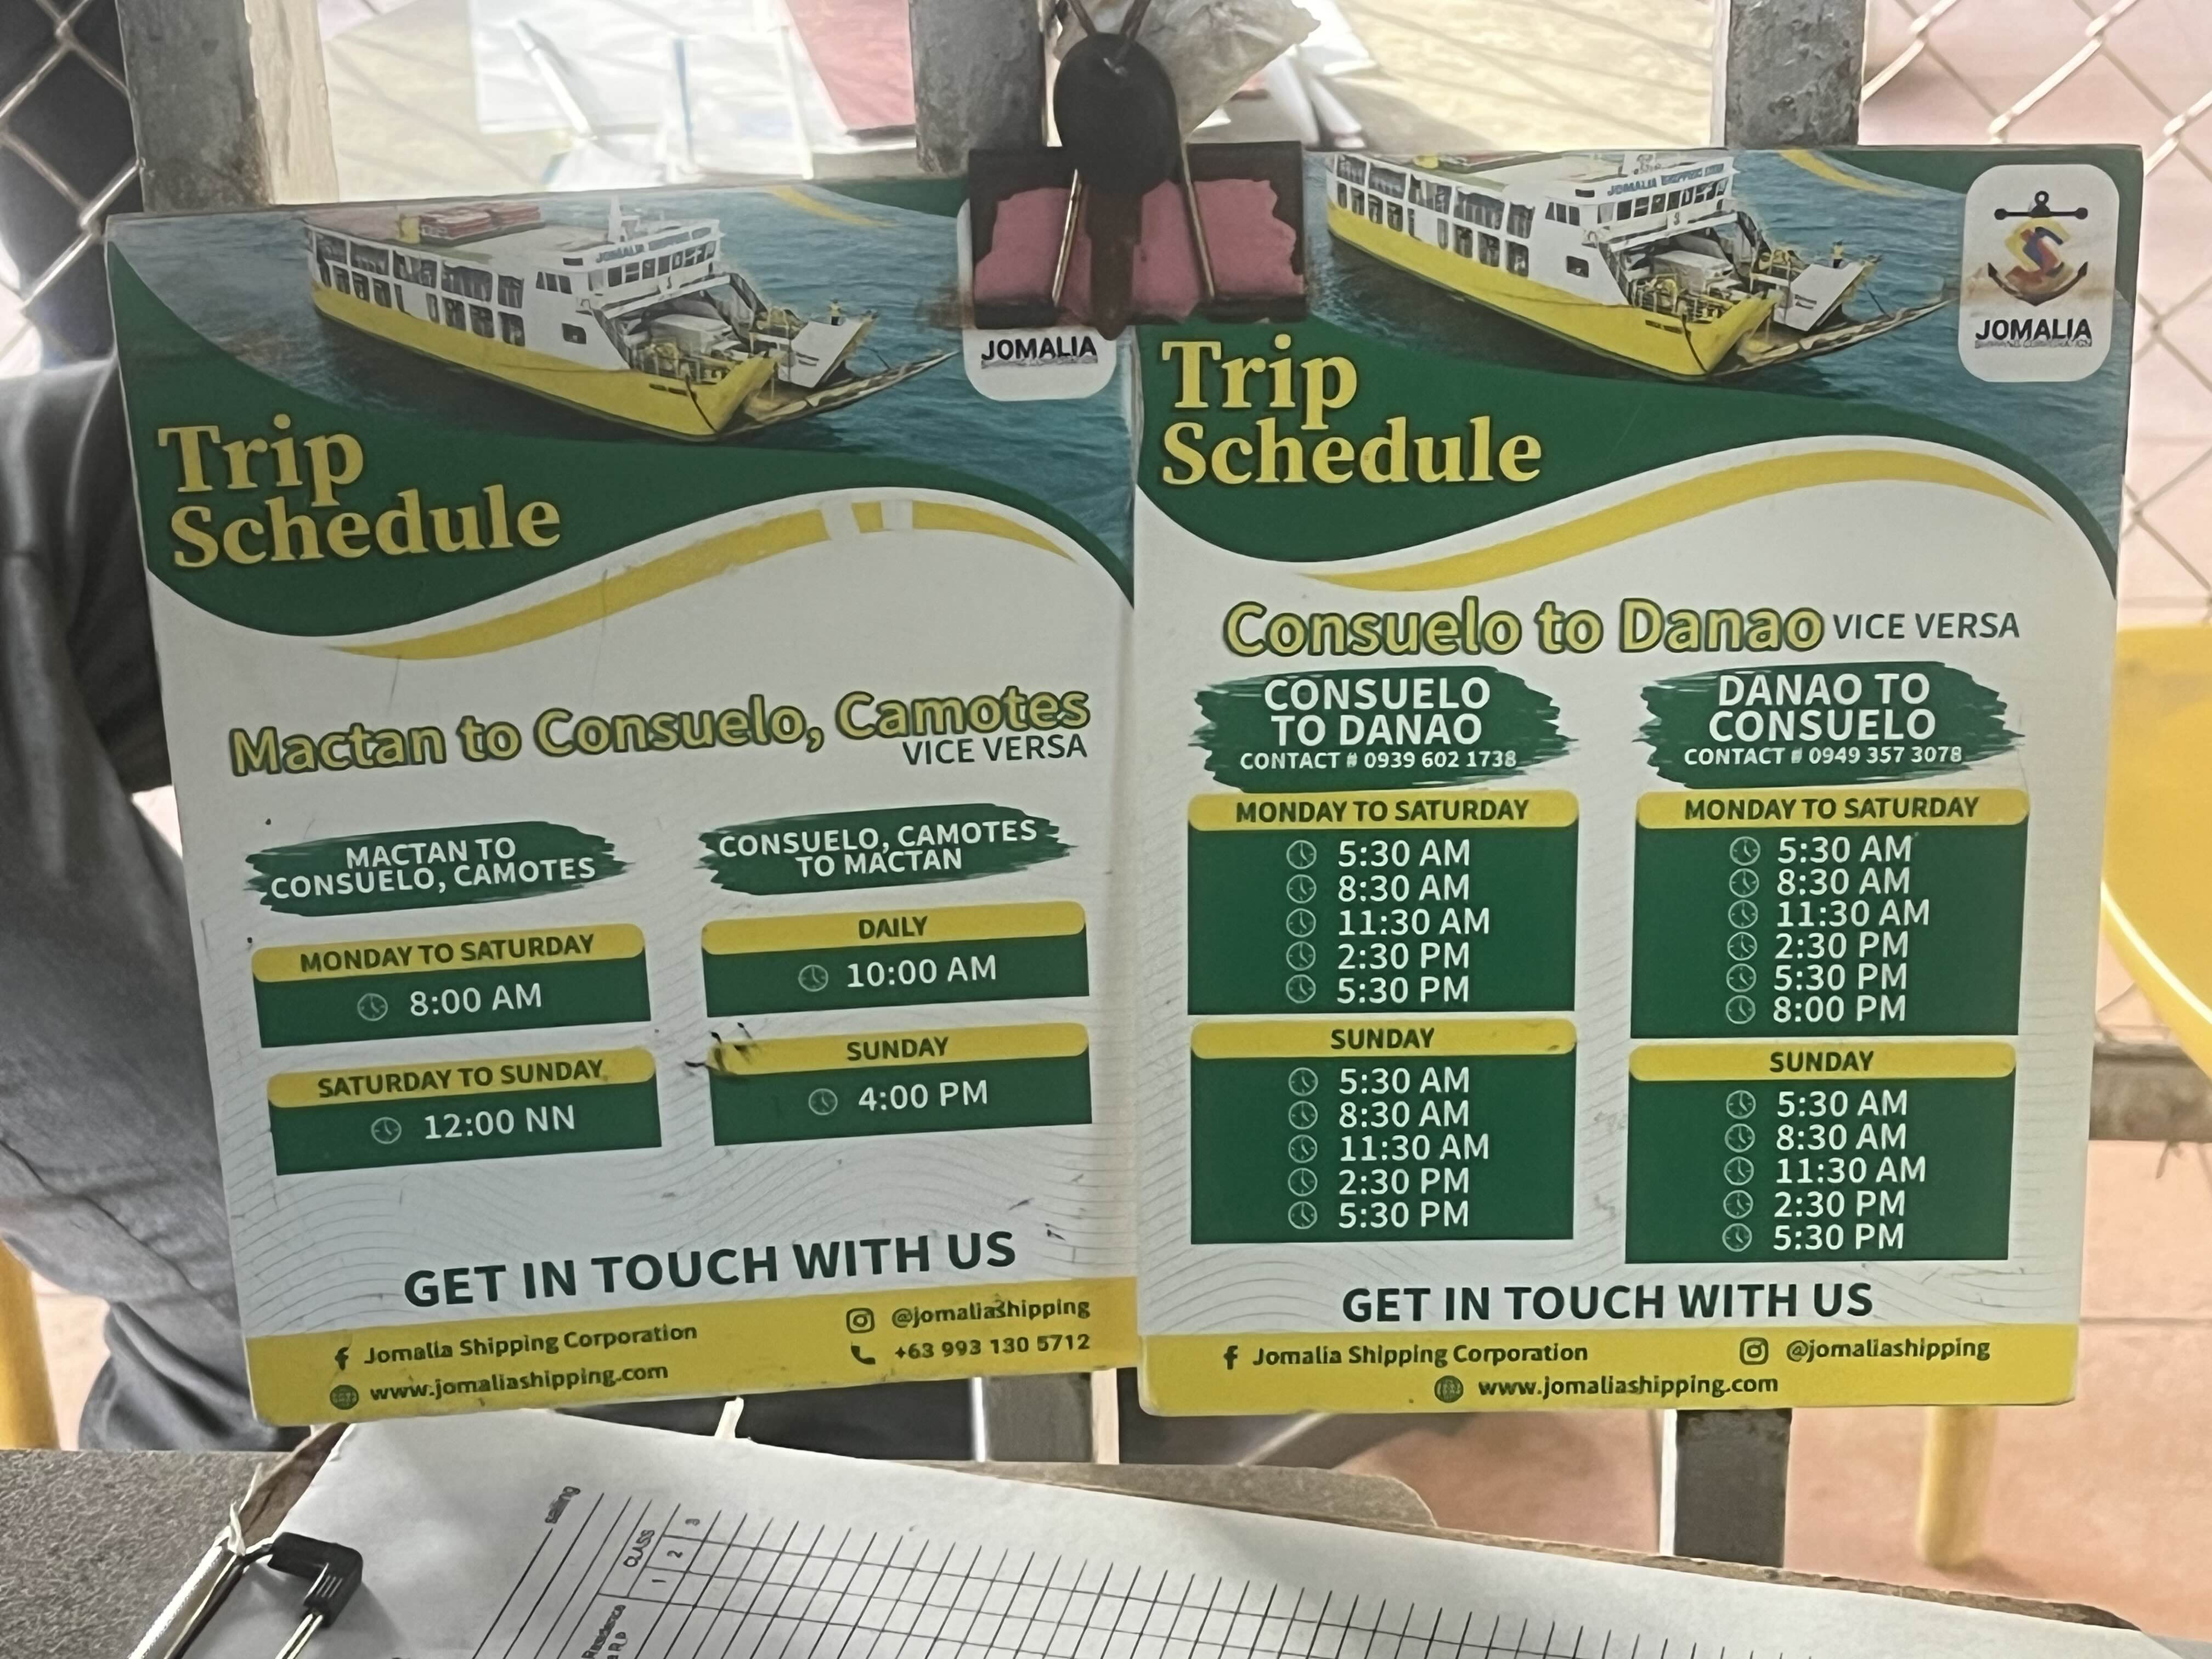 JOMALIA
Trip
Schedule
Mactan to Consuelo, Camotes
VICE VERSA
MACTAN TO
CONSUELO, CAMOTES
MONDAY TO SATURDAY
8:00 AM
SATURDAY TO SUNDAY
12:00 NN
CONSUELO, CAMOTES
TO MACTAN
DAILY
10:00 AM
SUNDAY
4:00 PM
GET IN TOUCH WITH US
Jomalia Shipping Corporation
www.jomaliashipping.com
@jomaliashipping
+63 993 130 5712
JOMALIA
Trip
Schedule
Consuelo to Danao VICE VERSA
CONSUELO
TO DANAO
CONTACT # 0939 602 1738
MONDAY TO SATURDAY
5:30 AM
8:30 AM
11:30 AM
2:30 PM
5:30 PM
SUNDAY
5:30 AM
8:30 AM
11:30 AM
2:30 PM
5:30 PM
DANAO TO
CONSUELO
CONTACT # 0949 357 3078
MONDAY TO SATURDAY
5:30 AM
8:30 AM
11:30 AM
2:30 PM
5:30 PM
8:00 PM
SUNDAY
5:30 AM
8:30 AM
11:30 AM
2:30 PM
5:30 PM
GET IN TOUCH WITH US
Jomalia Shipping Corporation
@jomaliashipping
www.jomaliashipping.com
sailing
CLASS
1 2 3
Residence